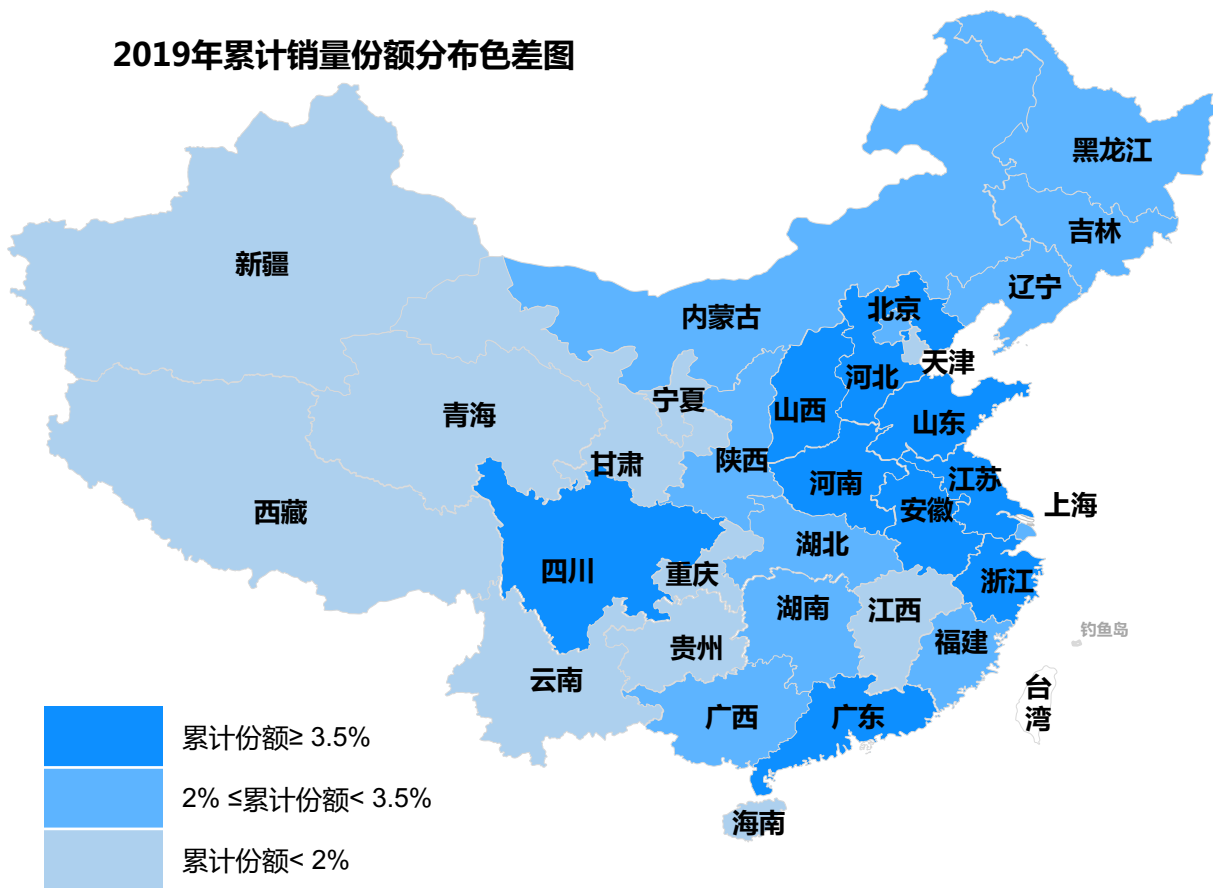 2019年累计销量份额分布色差图
黑龙江
吉林
新疆
辽宁
北京
内蒙古
天津
河北
宁夏
山西
青海
山东
陕西
甘肃
河南
江苏
上海
安徽
西藏
湖北
四川
重庆
浙江
湖南
江西
钓鱼岛
福建
贵州
云南
台
湾
广西
广东
海南
累计份额≥ 3.5%
2% ≤累计份额< 3.5%
累计份额< 2%